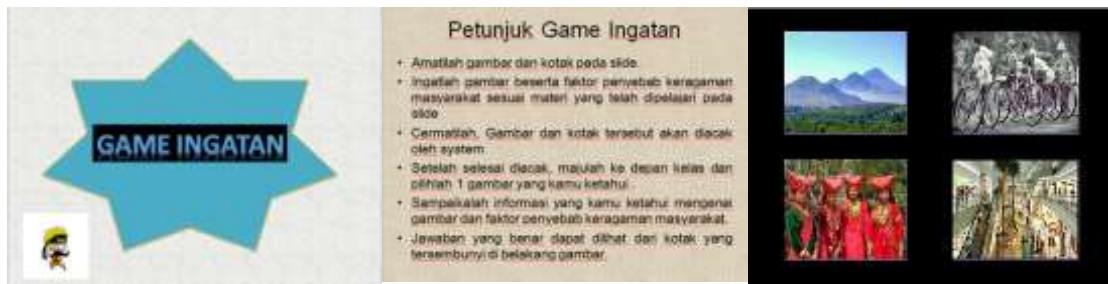 GAME INGATAN
Petunjuk Game Ingatan
• Amatilah gambar dan kotak pada slide.
• Ingatlah gambar beserta faktor penyebab keragaman
masyarakat sesuai materi yang telah dipelajari pada
slide
• Cermatilah, Gambar dan kotak tersebut akan diacak
oleh system.
• Setelah selesai diacak, majulah ke depan kelas dan
pilihlah 1 gambar yang kamu ketahui.
• Sampaikalah informasi yang kamu ketahui mengenai
gambar dan faktor penyebab keragaman masyarakat.
• Jawaban yang benar dapat dilihat dari kotak yang
tersembunyi di belakang gambar.